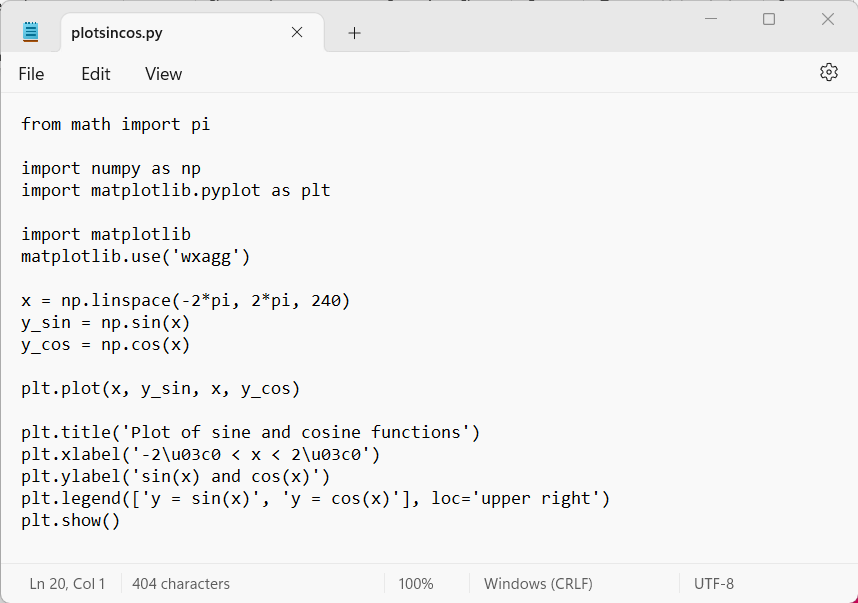 plotsincos.py
File Edit View
from math import pi
import numpy as np
import matplotlib.pyplot as plt
import matplotlib
matplotlib.use('wxagg')
x = np.linspace(-2*pi, 2*pi, 240)
y_sin = np.sin(x)
y_cos = np.cos(x)
plt.plot(x, y_sin, x, y_cos)
plt.title('Plot of sine and cosine functions')
plt.xlabel('-2\u03c0 < x < 2\u03c0')
plt.ylabel('sin(x) and cos(x)')
plt.legend(['y = sin(x)', 'y = cos(x)'], loc='upper right')
plt.show()
Ln 20, Col 1 404 characters 100% Windows (CRLF) UTF-8